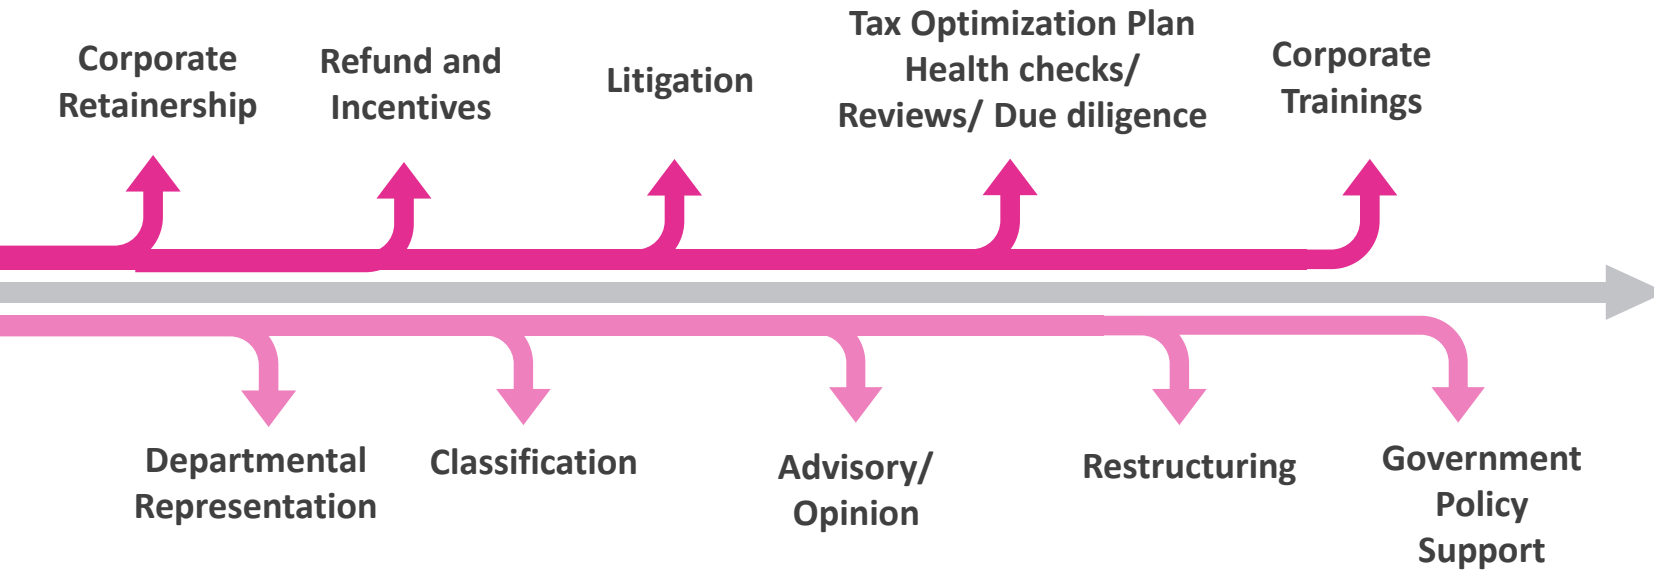 Corporate
Retainership
Refund and
Incentives
Litigation
Tax Optimization Plan
Health checks/
Reviews/ Due diligence
Corporate
Trainings
Departmental
Representation
Classification
Advisory/
Opinion
Restructuring
Government
Policy
Support